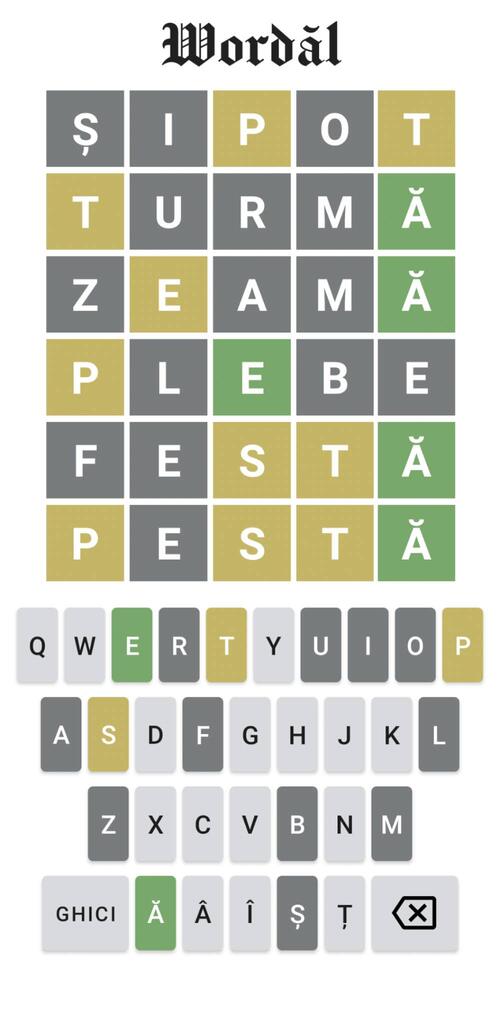 Wordăl
Ș I P O T
T U R M Ă
Z E A M Ă
P L E B E
F E S T Ă
P E S T Ă
Q W E R T Y U I O P
A S D F G H J K L
Z X C V B N M
GHICI Ă Â Î Ș Ț